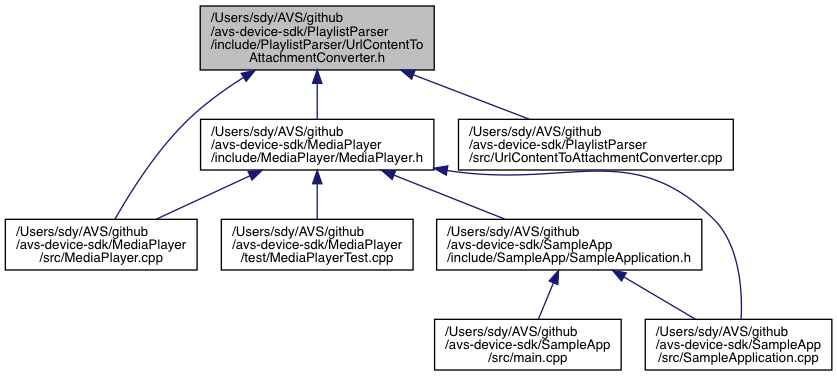 /Users/sdy/AVS/github
/avs-device-sdk/PlaylistParser
/include/PlaylistParser/UrlContentTo
AttachmentConverter.h
/Users/sdy/AVS/github
/avs-device-sdk/MediaPlayer
/include/MediaPlayer/MediaPlayer.h
/Users/sdy/AVS/github
/avs-device-sdk/PlaylistParser
/src/UrlContentToAttachmentConverter.cpp
/Users/sdy/AVS/github
/avs-device-sdk/MediaPlayer
/src/MediaPlayer.cpp
/Users/sdy/AVS/github
/avs-device-sdk/MediaPlayer
/test/MediaPlayerTest.cpp
/Users/sdy/AVS/github
/avs-device-sdk/SampleApp
/include/SampleApp/SampleApplication.h
/Users/sdy/AVS/github
/avs-device-sdk/SampleApp
/src/main.cpp
/Users/sdy/AVS/github
/avs-device-sdk/SampleApp
/src/SampleApplication.cpp